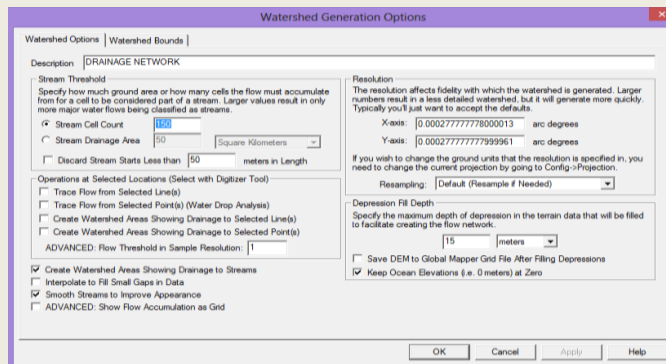 Watershed Generation Options
Watershed Options
Watershed Bounds
Description
DRAINAGE NETWORK
Stream Threshold
Specify how much ground area or how many cells the flow must accumulate
from for a cell to be considered part of a stream. Larger values result in only
more major water flows being classified as streams.
Stream Cell Count
150
Stream Drainage Area
50
Square Kilometers
Discard Stream Starts Less than
50
meters in Length
Operations at Selected Locations (Select with Digitizer Tool)
Trace Flow from Selected Line(s)
Trace Flow from Selected Point(s) (Water Drop Analysis)
Create Watershed Areas Showing Drainage to Selected Line(s)
Create Watershed Areas Showing Drainage to Selected Point(s)
ADVANCED: Flow Threshold in Sample Resolution:
1
Create Watershed Areas Showing Drainage to Streams
Interpolate to Fill Small Gaps in Data
Smooth Streams to Improve Appearance
ADVANCED: Show Flow Accumulation as Grid
Resolution
The resolution affects fidelity with which the watershed is generated. Larger
numbers result in a less detailed watershed, but it will generate more quickly.
Typically you'll just want to accept the defaults.
X-axis:
0.000277777778000013
arc degrees
Y-axis:
0.000277777777999961
arc degrees
If you wish to change the ground units that the resolution is specified in, you
need to change the current projection by going to Config->Projection.
Resampling:
Default (Resample if Needed)
Depression Fill Depth
Specify the maximum depth of depression in the terrain data that will be filled
to facilitate creating the flow network.
15
meters
Save DEM to Global Mapper Grid File After Filling Depressions
Keep Ocean Elevations (i.e. 0 meters) at Zero
OK
Cancel
Apply
Help